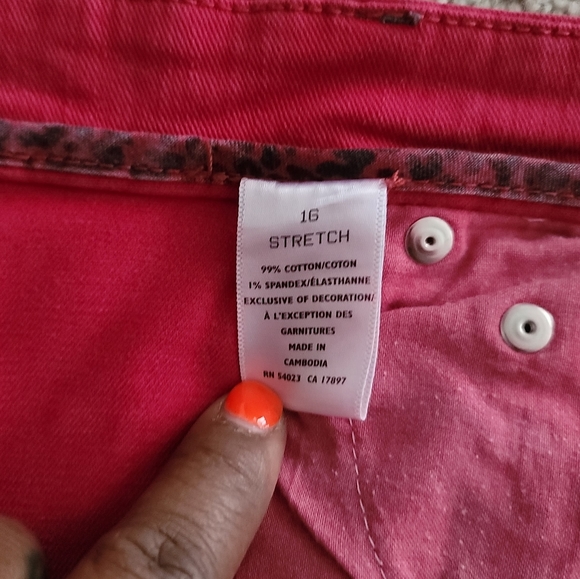 16
STRETCH
99% COTTON/COTON
1% SPANDEX/ÉLASTHANNE
EXCLUSIVE OF DECORATION/
À L'EXCEPTION DES
GARNITURES
MADE IN
CAMBODIA
RN 54023 CA 17897